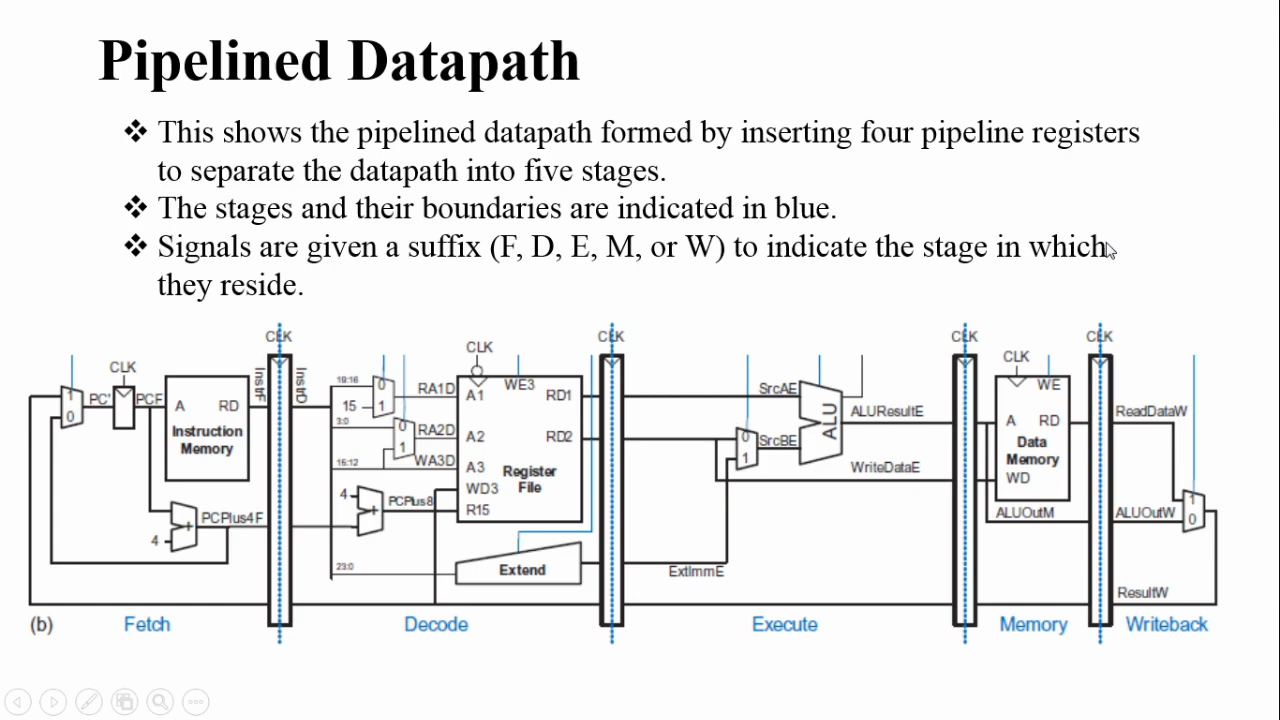 Pipelined Datapath
❖ This shows the pipelined datapath formed by inserting four pipeline registers
to separate the datapath into five stages.
❖ The stages and their boundaries are indicated in blue.
❖ Signals are given a suffix (F, D, E, M, or W) to indicate the stage in which
they reside.
CLK CLK CLK CLK
CLK CLK CLK
1 0 PC' PCF
A RD
Instruction
Memory
InstrF InstrD
PCPlus4F
4 +
19:16 0 RA1D
15 1
3:0 0 RA2D
1
15:12 WA3D
4 + PCPlus8
23:0
A1 WE3 RD1
A2 RD2
A3 Register
WD3 File
R15
Extend
SrcAE
0 SrcBE
1
ALU
ALUResultE
WriteDataE
ExtImmE
WE
A RD
Data
Memory
WD
ALUOutM
ReadDataW
1
ALUOutW 0
ResultW
(b) Fetch Decode Execute Memory Writeback